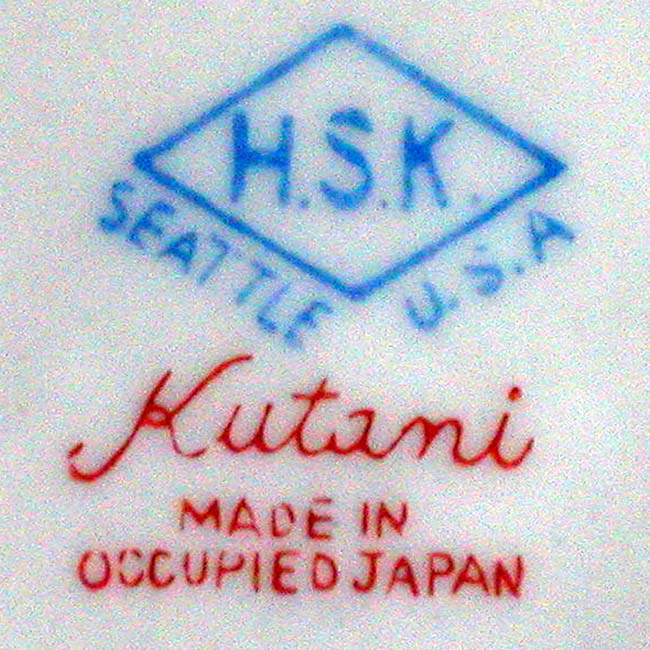 H.S.K.
SEATTLE U.S.A
Kutani
MADE IN
OCCUPIED JAPAN